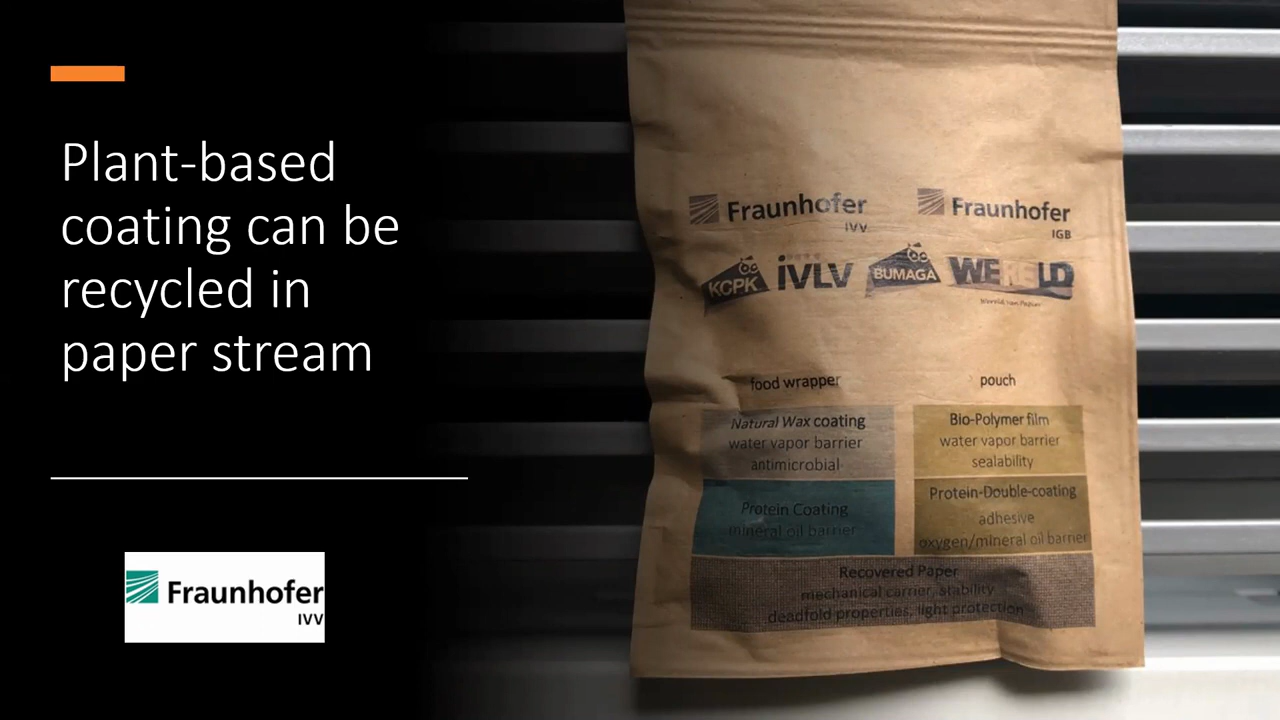 Plant-based
coating can be
recycled in
paper stream
Fraunhofer
IVV
Fraunhofer
IVV
Fraunhofer
IGB
KCPK
iVLV
BUMAGA
WERELD
Wereld van Papier
food wrapper
Natural Wax coating
water vapor barrier
antimicrobial
Protein Coating
mineral oil barrier
pouch
Bio-Polymer film
water vapor barrier
sealability
Protein-Double-coating
adhesive
oxygen/mineral oil barrier
Recovered Paper
mechanical carrier, stability
deadfold properties, light protection